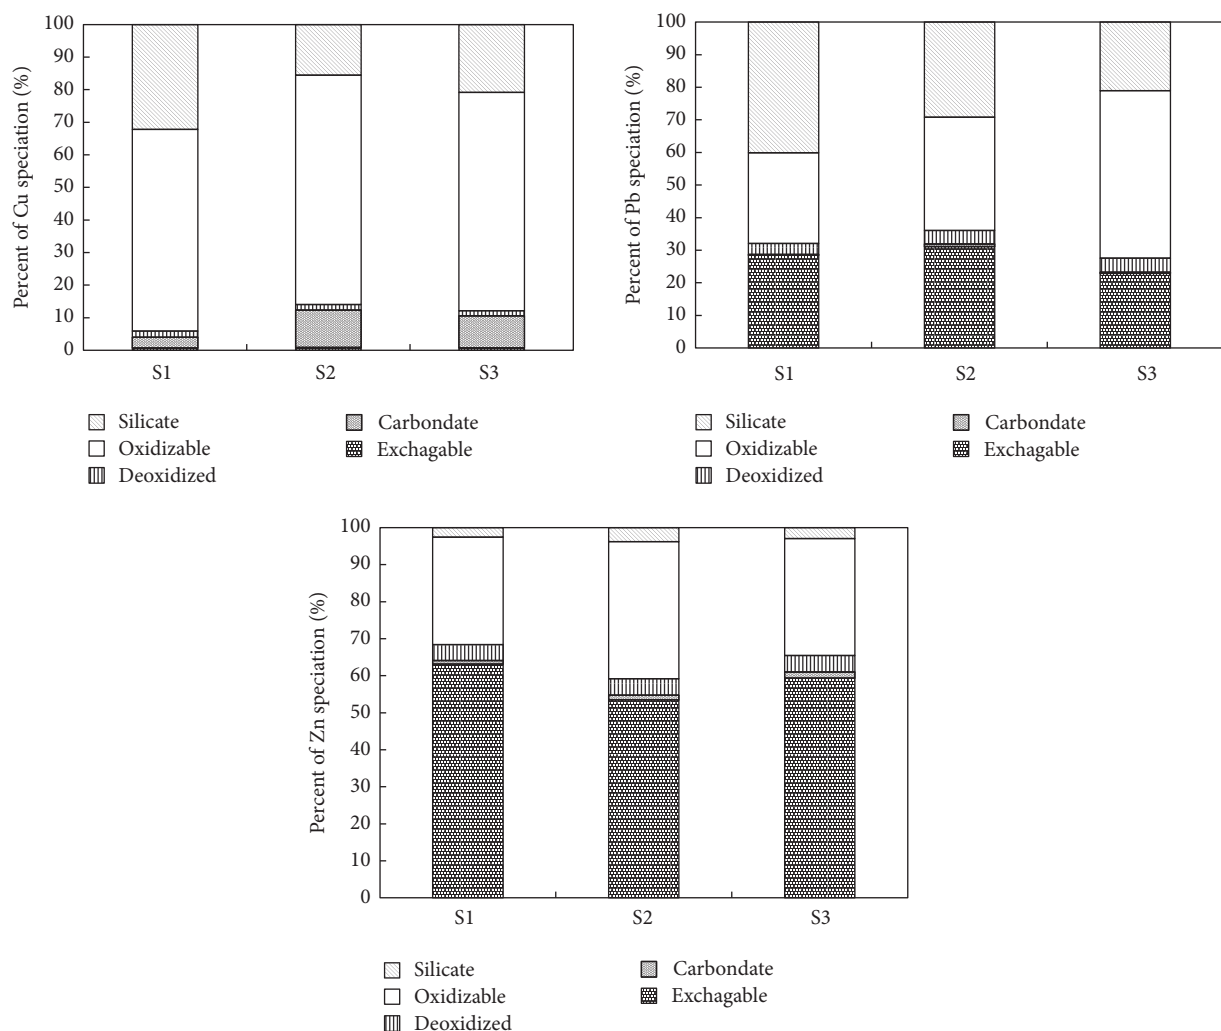 Percent of Cu speciation (%)
100
90
80
70
60
50
40
30
20
10
0
S1
S2
S3
Silicate
Oxidizable
Deoxidized
Carbondate
Exchagable
Percent of Pb speciation (%)
100
90
80
70
60
50
40
30
20
10
0
S1
S2
S3
Silicate
Oxidizable
Deoxidized
Carbondate
Exchagable
Percent of Zn speciation (%)
100
90
80
70
60
50
40
30
20
10
0
S1
S2
S3
Silicate
Oxidizable
Deoxidized
Carbondate
Exchagable